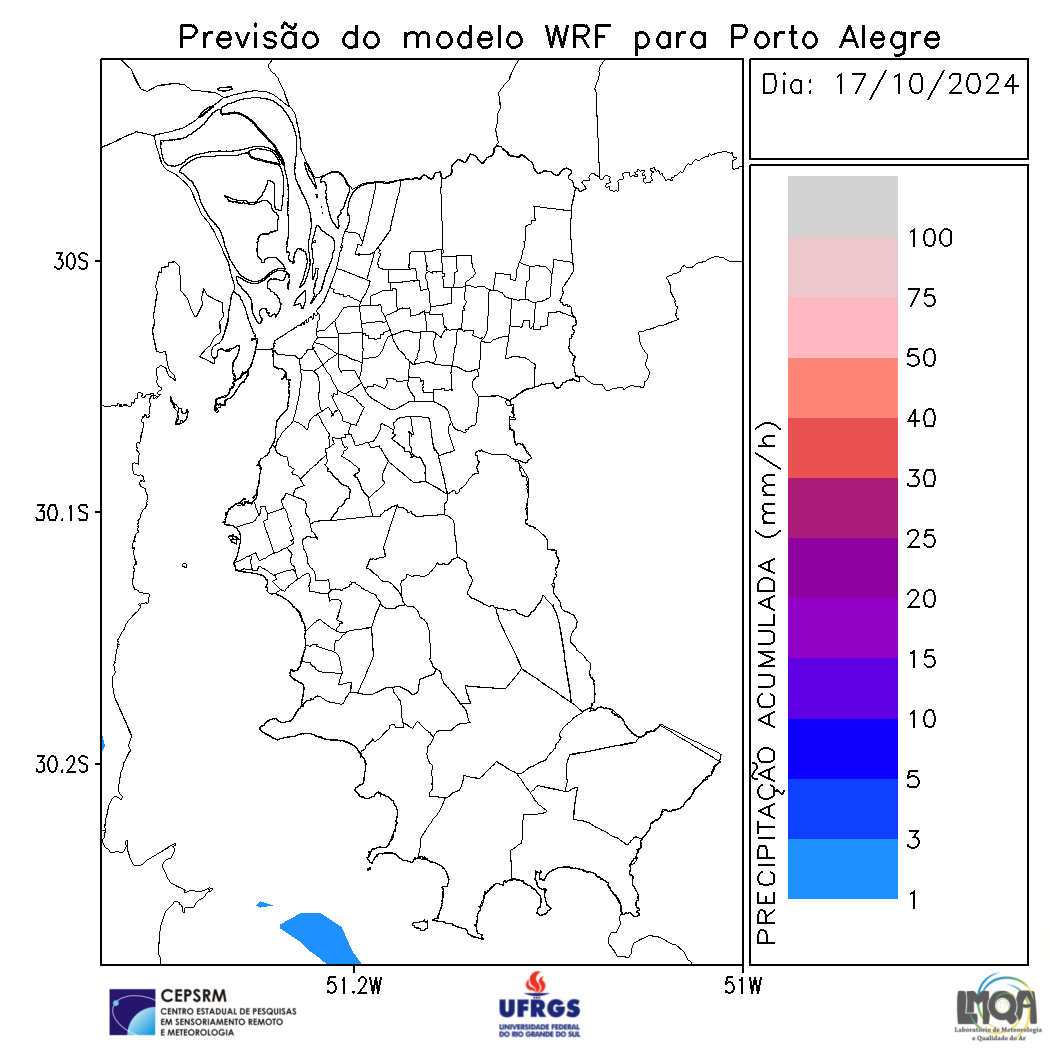 Previsão do modelo WRF para Porto Alegre
Dia: 17/10/2024
30S
30.1S
30.2S
51.2W
51W
PRECIPITAÇÃO ACUMULADA (mm/h)
100
75
50
40
30
25
20
15
10
5
3
1
CEPSRM
CENTRO ESTADUAL DE PESQUISAS
EM SENSORIAMENTO REMOTO
E METEOROLOGIA
UFRGS
UNIVERSIDADE FEDERAL
DO RIO GRANDE DO SUL
LMQA
Laboratório de Meteorologia
e Qualidade do Ar